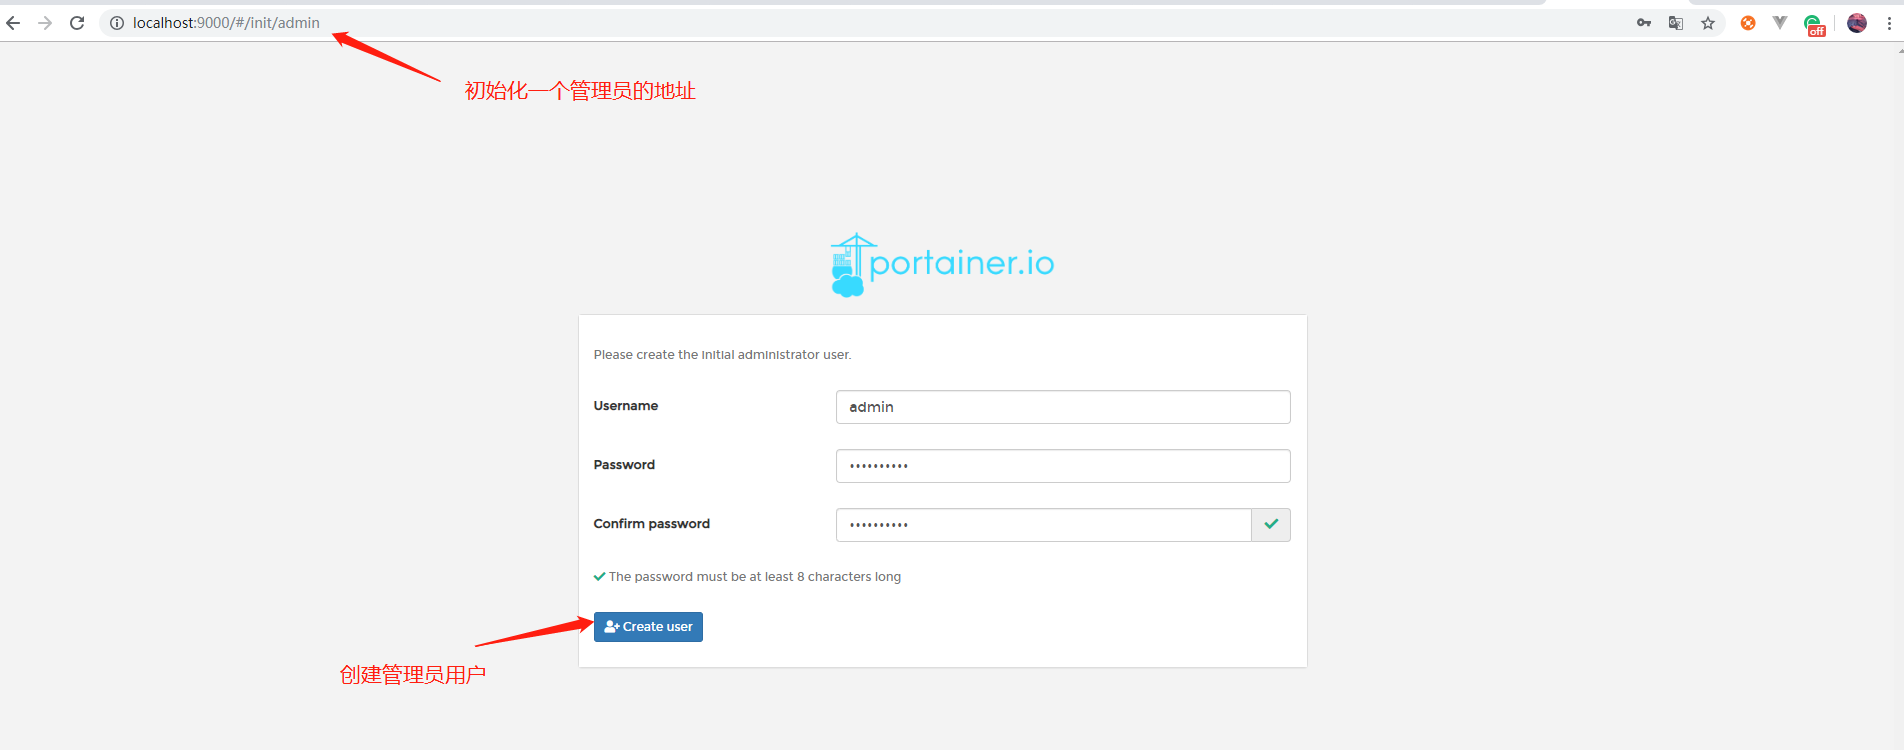 localhost:9000/#/init/admin
off
初始化一个管理员的地址
portainer.io
Please create the initial administrator user.
Username
admin
Password
••••••••••
Confirm password
••••••••••
The password must be at least 8 characters long
Create user
创建管理员用户